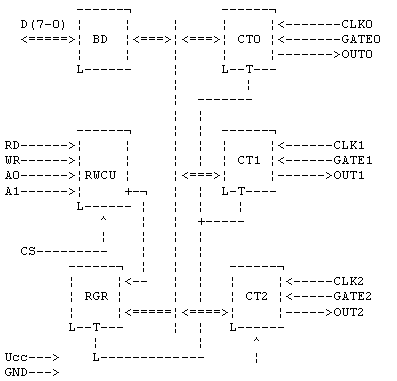 CLK0
D(7-0) BD CT0 GATE0
OUT0
RD CLK1
WR GATE1
A0 RWCU CT1 OUT1
A1
CS
CLK2
RGR CT2 GATE2
OUT2
Ucc
GND